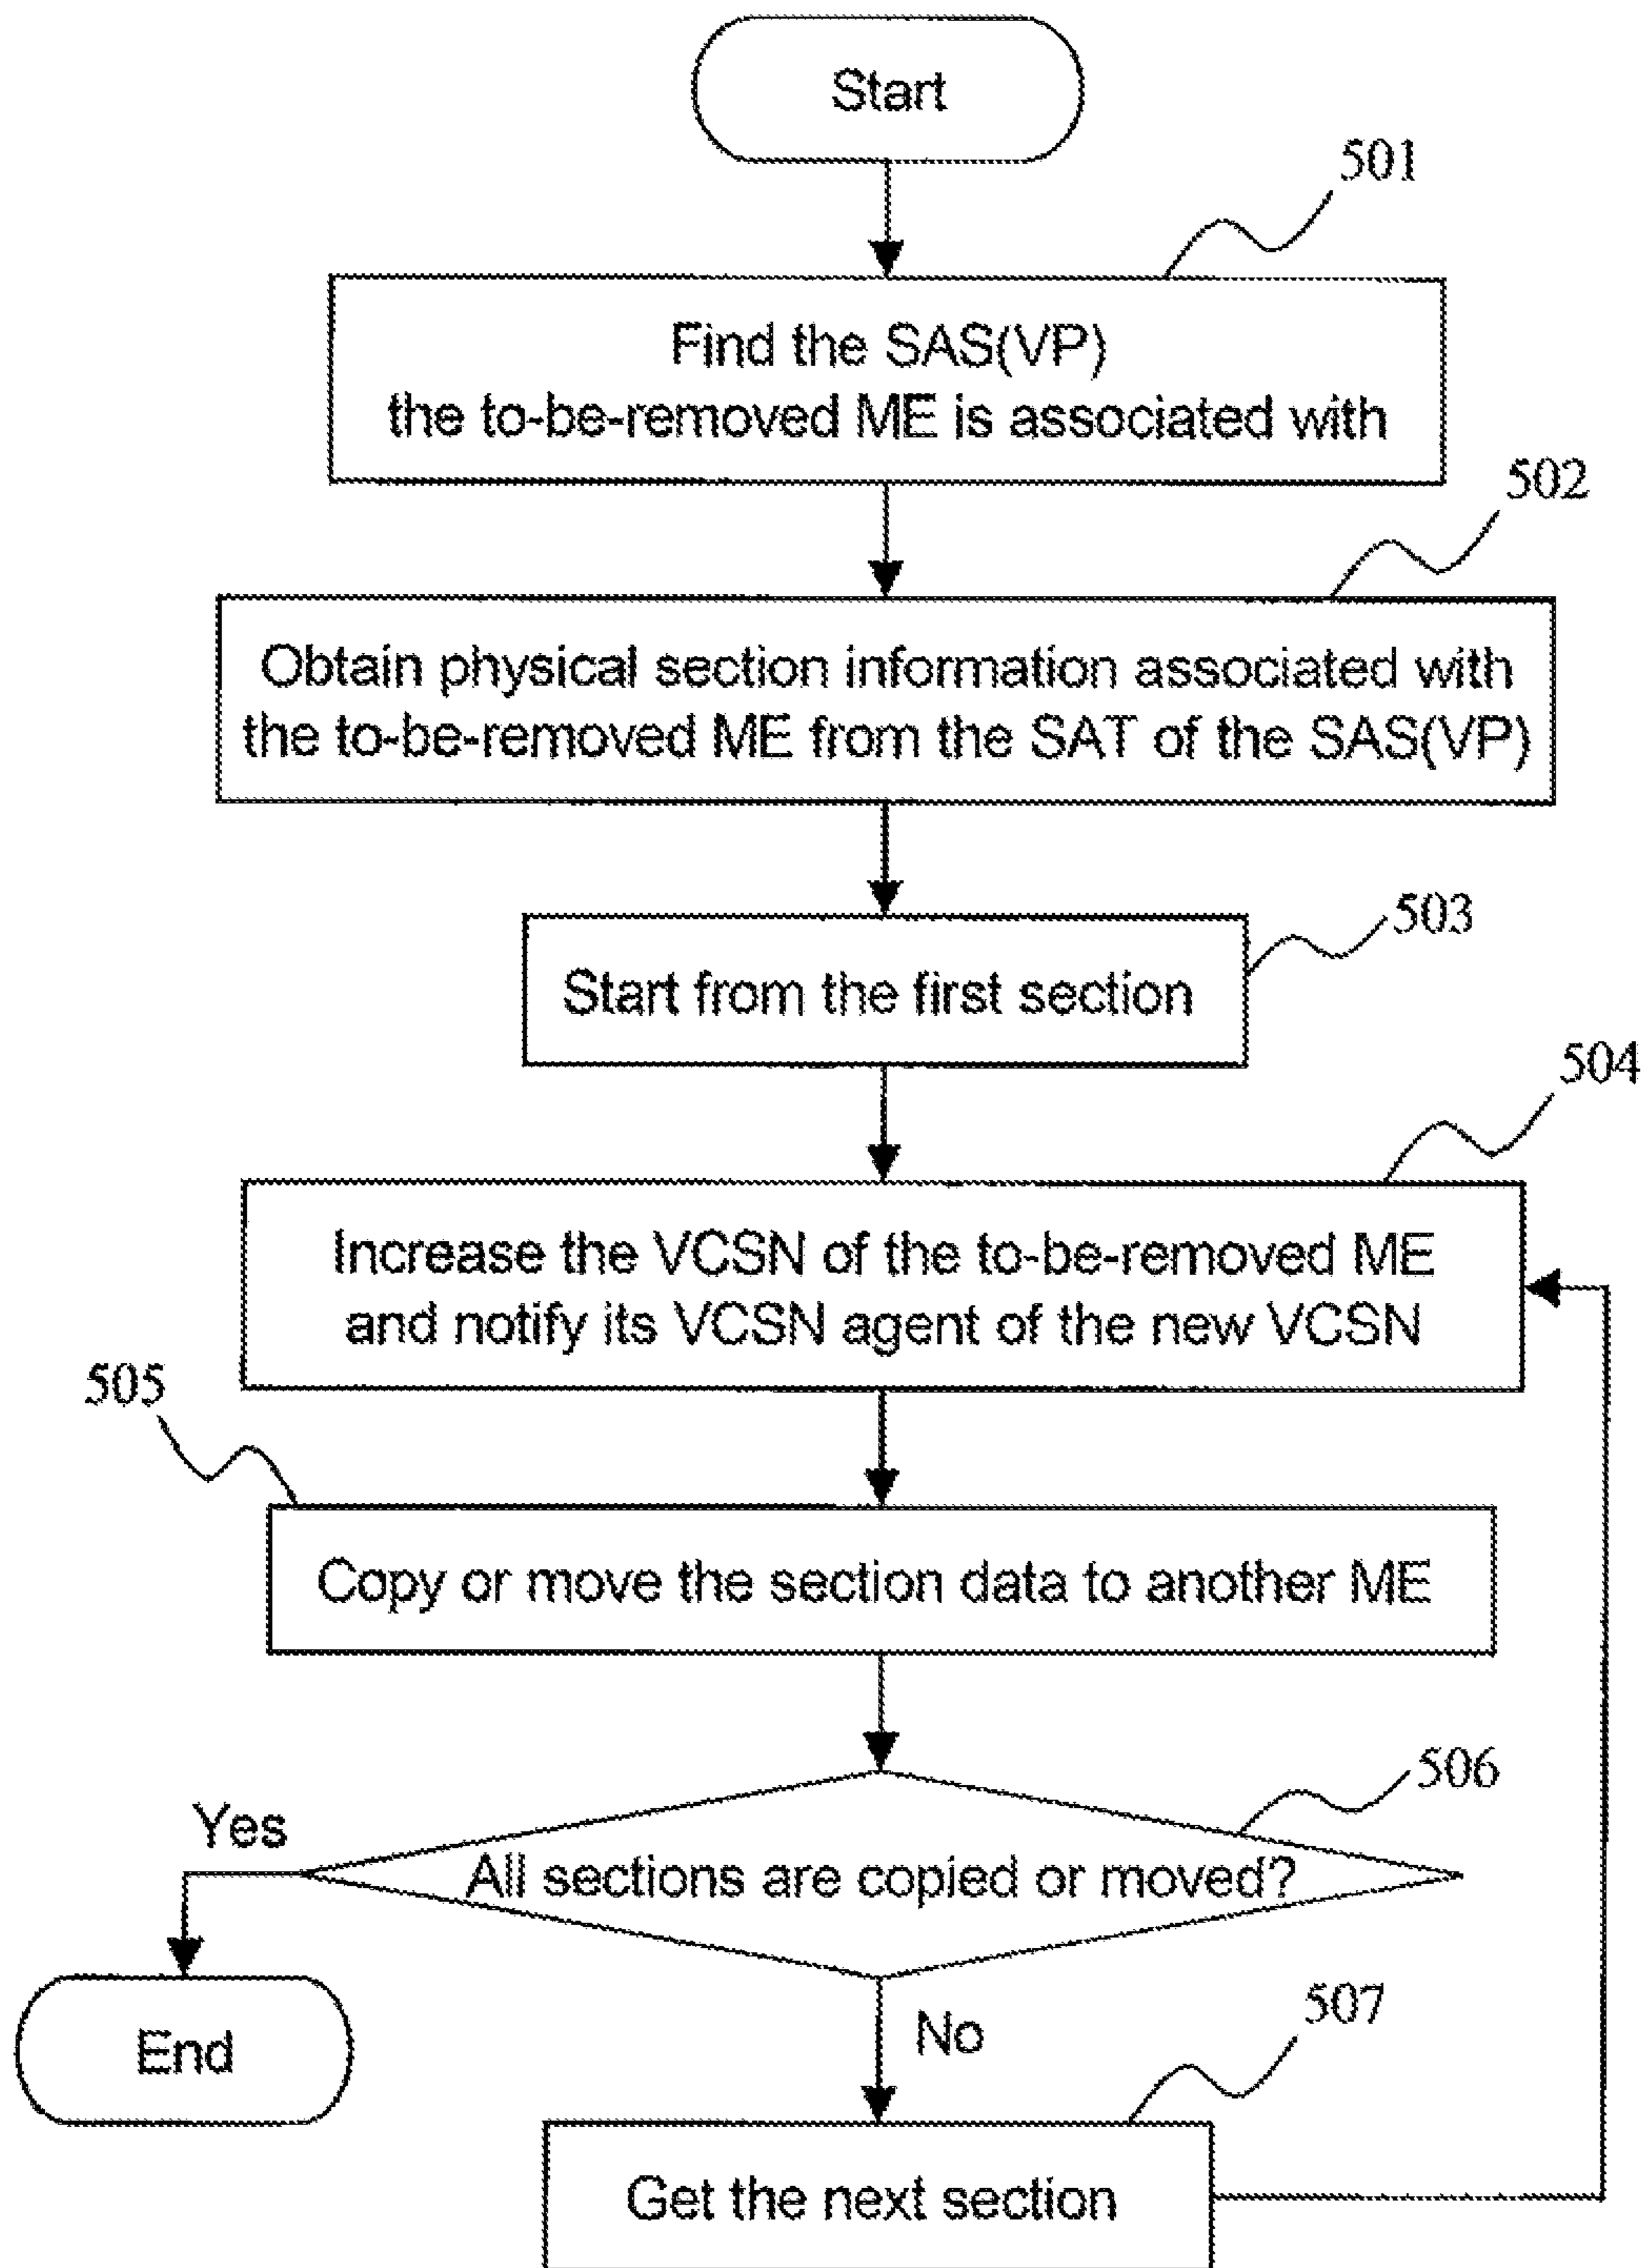 Start
501
Find the SAS(VP)
the to-be-removed ME is associated with
502
Obtain physical section information associated with
the to-be-removed ME from the SAT of the SAS(VP)
503
Start from the first section
504
Increase the VCSN of the to-be-removed ME
and notify its VCSN agent of the new VCSN
505
Copy or move the section data to another ME
506
Yes
All sections are copied or moved?
End
No
507
Get the next section